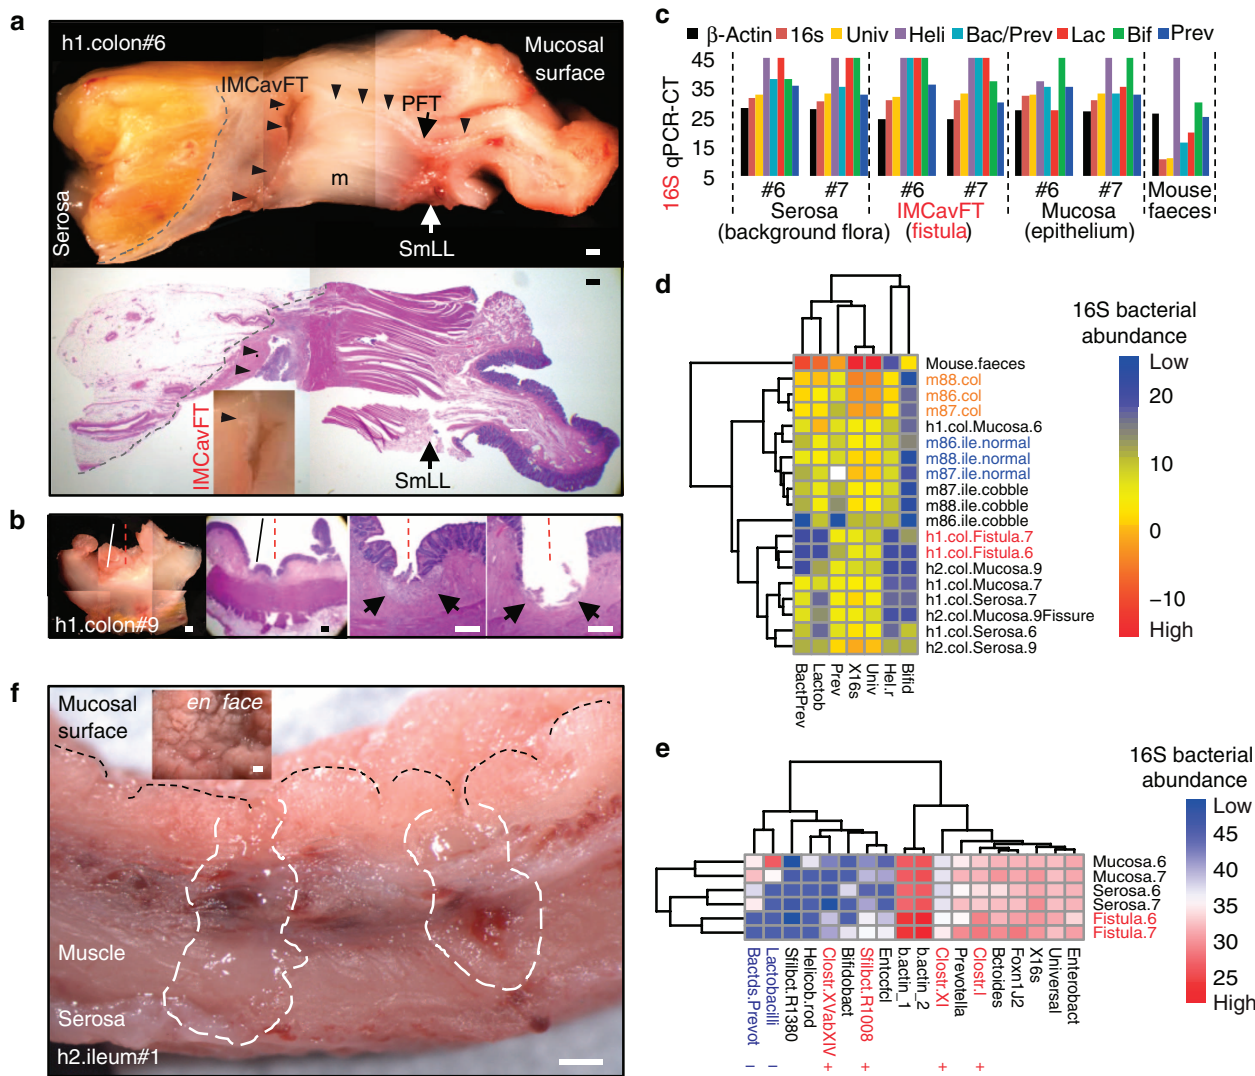 a
h1.colon#6
Mucosal
surface
IMCavFT
PFT
m
Serosa
SmLL
IMCavFT
SmLL
b
h1.colon#9
c
β-Actin 16s Univ Heli Bac/Prev Lac Bif Prev
16S qPCR-CT
45
35
25
15
5
#6 #7 #6 #7 #6 #7 Mouse
Serosa IMCavFT Mucosa faeces
(background flora) (fistula) (epithelium)
d
16S bacterial
abundance
Low
20
10
0
−10
High
Mouse.faeces
m88.col
m86.col
m87.col
h1.col.Mucosa.6
m86.ile.normal
m88.ile.normal
m87.ile.normal
m87.ile.cobble
m88.ile.cobble
m86.ile.cobble
h1.col.Fistula.7
h1.col.Fistula.6
h2.col.Mucosa.9
h1.col.Mucosa.7
h1.col.Serosa.7
h2.col.Mucosa.9Fissure
h1.col.Serosa.6
h2.col.Serosa.9
BactPrev
Lactob
Prev
X16s
Univ
Hel.r
Bifid
e
16S bacterial
abundance
Low
45
40
35
30
25
High
Mucosa.6
Mucosa.7
Serosa.6
Serosa.7
Fistula.6
Fistula.7
Bactds.Prevot
Lactobacilli
Sfilbct.R1380
Helicob.rod
Clostr.XVabXIV
Bifidobact
Sfilbct.R1008
Entcfcl
b.actin_1
b.actin_2
Clostr.XI
Prevotella
Clostr.I
Bctoides
Foxn1J2
X16s
Universal
Enterobact
− − + + + +
f
Mucosal
surface
en face
Muscle
Serosa
h2.ileum#1